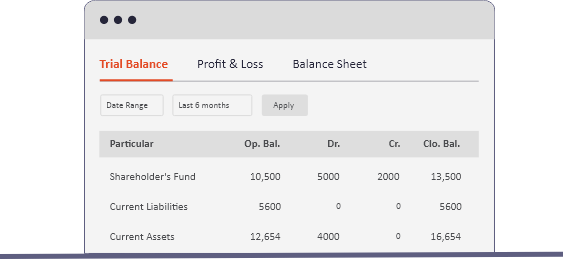 Trial Balance Profit & Loss Balance Sheet
Date Range Last 6 months Apply
Particular Op. Bal. Dr. Cr. Clo. Bal.
Shareholder's Fund 10,500 5000 2000 13,500
Current Liabilities 5600 0 0 5600
Current Assets 12,654 4000 0 16,654